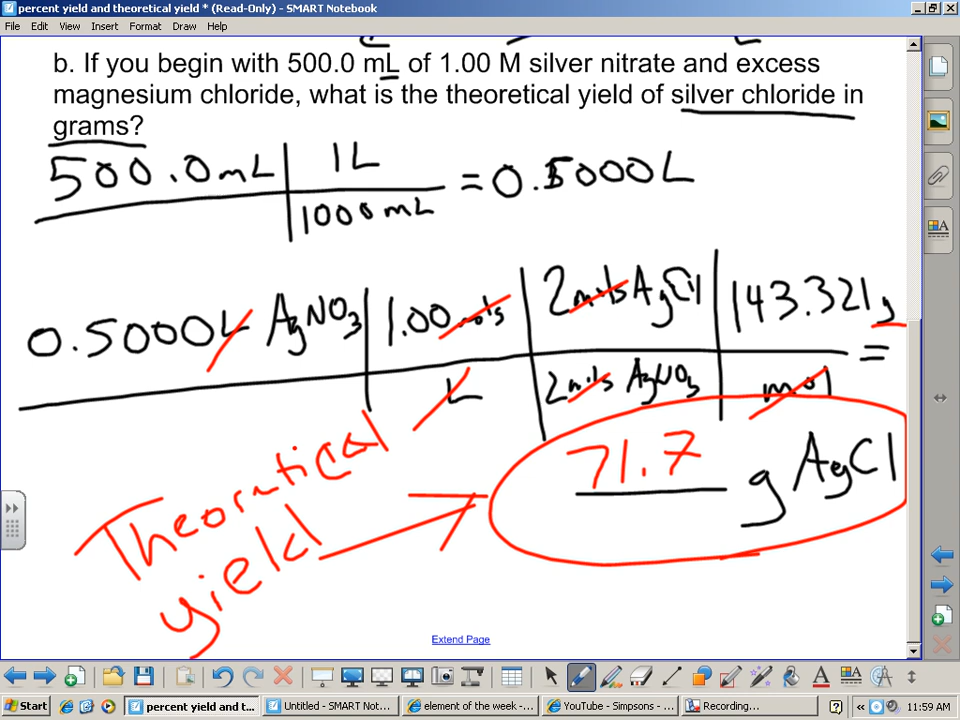 percent yield and theoretical yield * (Read-Only) - SMART Notebook
File Edit View Insert Format Draw Help
b. If you begin with 500.0 mL of 1.00 M silver nitrate and excess
magnesium chloride, what is the theoretical yield of silver chloride in
grams?
500.0mL 1L = 0.5000L
1000mL
0.5000L AgNO3 1.00 mols 2 mols AgCl 143.321g =
L 2 mols AgNO3 mol
71.7 g AgCl
Theoretical
yield
Extend Page
Start percent yield and t... Untitled - SMART Not... element of the week -... YouTube - Simpsons - ... Recording... 11:59 AM